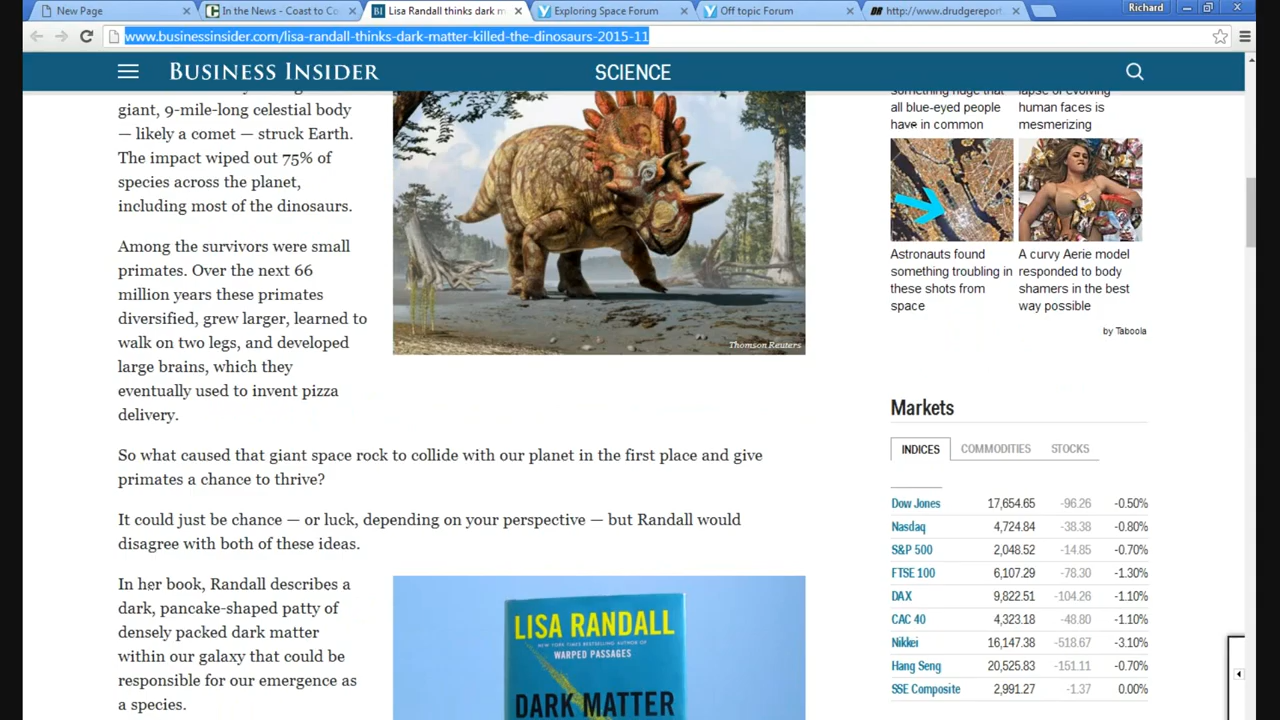 New Page
In the News - Coast to Co
Lisa Randall thinks dark m
Exploring Space Forum
Off topic Forum
http://www.drudgereport
Richard
www.businessinsider.com/lisa-randall-thinks-dark-matter-killed-the-dinosaurs-2015-11
BUSINESS INSIDER
SCIENCE
giant, 9-mile-long celestial body
— likely a comet — struck Earth.
The impact wiped out 75% of
species across the planet,
including most of the dinosaurs.
Among the survivors were small
primates. Over the next 66
million years these primates
diversified, grew larger, learned to
walk on two legs, and developed
large brains, which they
eventually used to invent pizza
delivery.
Thomson Reuters
So what caused that giant space rock to collide with our planet in the first place and give
primates a chance to thrive?
It could just be chance — or luck, depending on your perspective — but Randall would
disagree with both of these ideas.
In her book, Randall describes a
dark, pancake-shaped patty of
densely packed dark matter
within our galaxy that could be
responsible for our emergence as
a species.
LISA RANDALL
NEW YORK TIMES BESTSELLING AUTHOR OF
WARPED PASSAGES
DARK MATTER
something huge that
all blue-eyed people
have in common
lapse of evolving
human faces is
mesmerizing
Astronauts found
something troubling in
these shots from
space
A curvy Aerie model
responded to body
shamers in the best
way possible
by Taboola
Markets
INDICES COMMODITIES STOCKS
Dow Jones 17,654.65 -96.26 -0.50%
Nasdaq 4,724.84 -38.38 -0.80%
S&P 500 2,048.52 -14.85 -0.70%
FTSE 100 6,107.29 -78.30 -1.30%
DAX 9,822.51 -104.26 -1.10%
CAC 40 4,323.18 -48.80 -1.10%
Nikkei 16,147.38 -518.67 -3.10%
Hang Seng 20,525.83 -151.11 -0.70%
SSE Composite 2,991.27 -1.37 0.00%